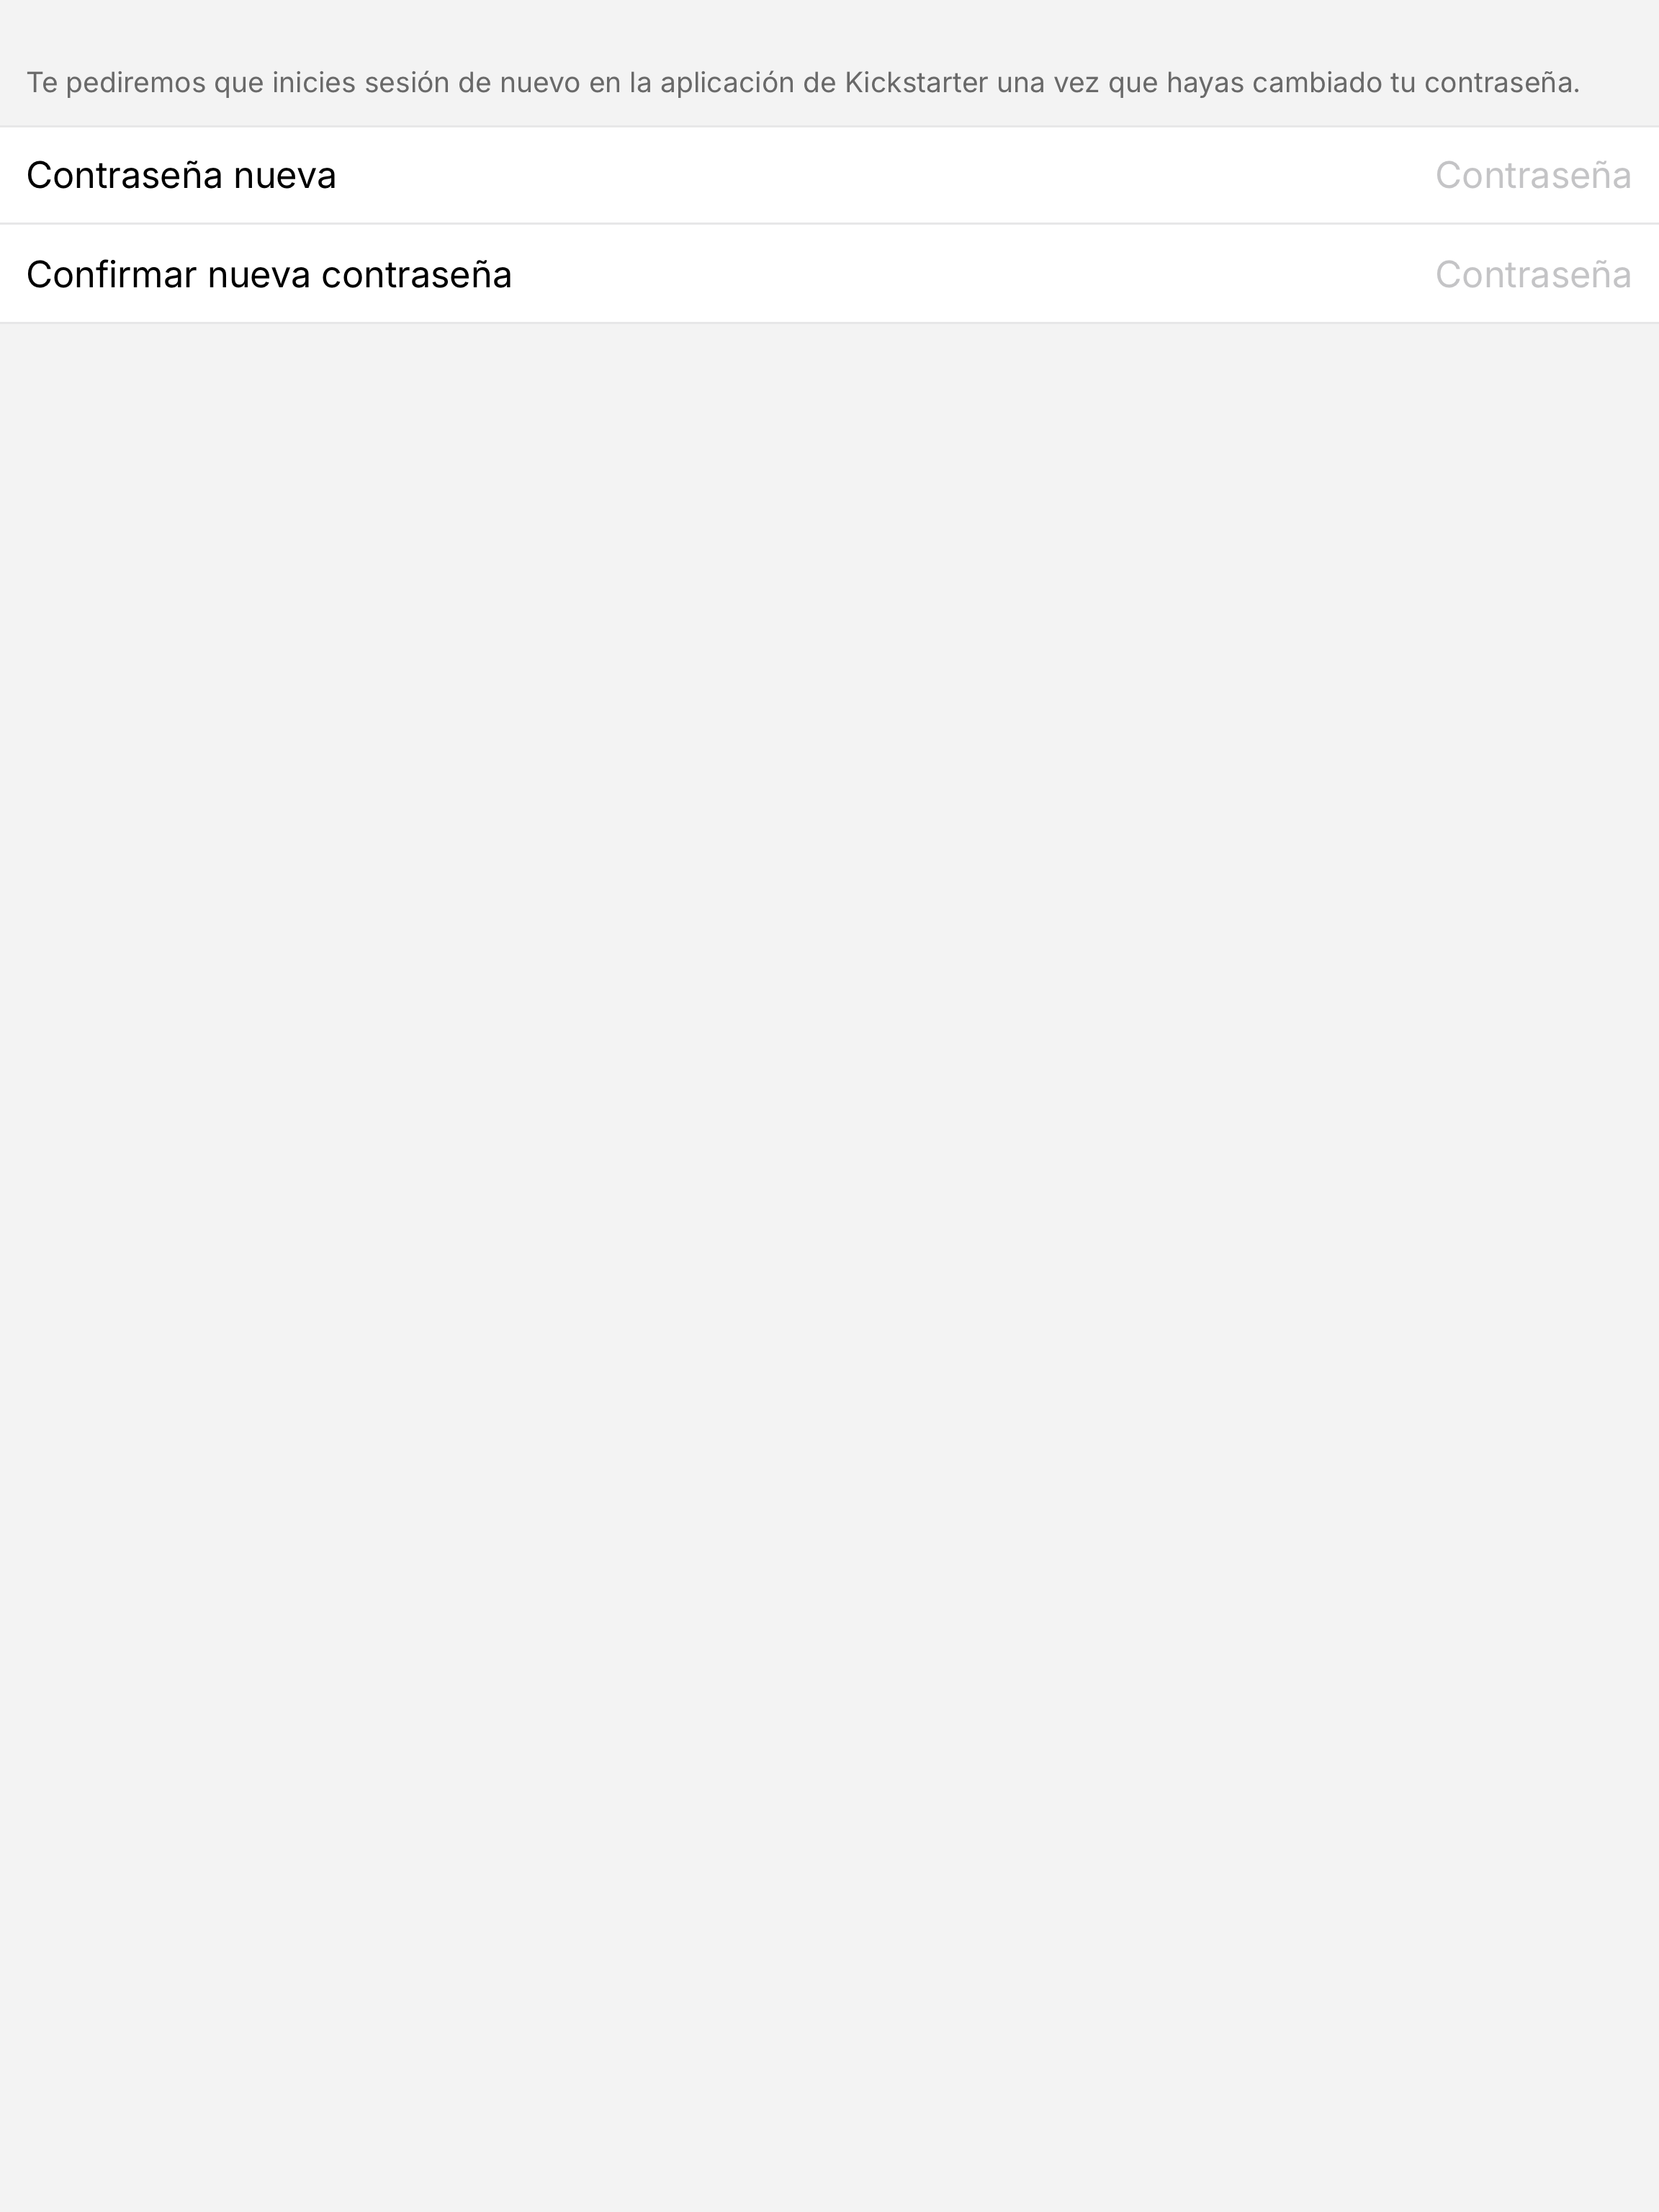 Te pediremos que inicies sesión de nuevo en la aplicación de Kickstarter una vez que hayas cambiado tu contraseña.
Contraseña nueva Contraseña
Confirmar nueva contraseña Contraseña